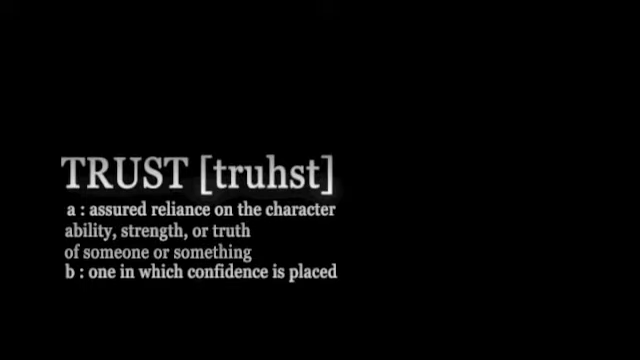 TRUST [truhst]
a : assured reliance on the character
ability, strength, or truth
of someone or something
b : one in which confidence is placed